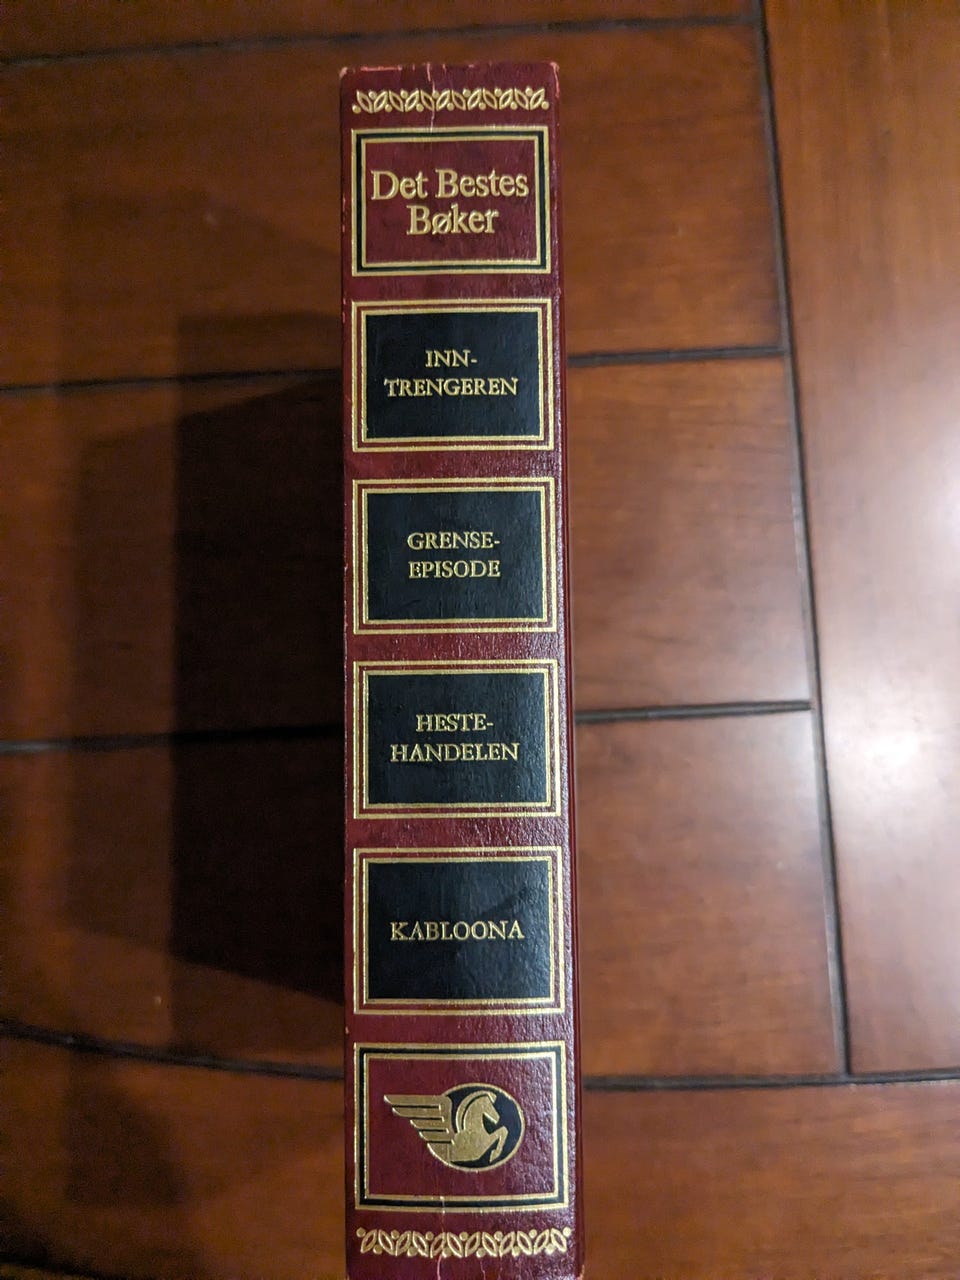 Det Bestes
Bøker
INN-
TRENGEREN
GRENSE-
EPISODE
HESTE-
HANDELEN
KABLOONA